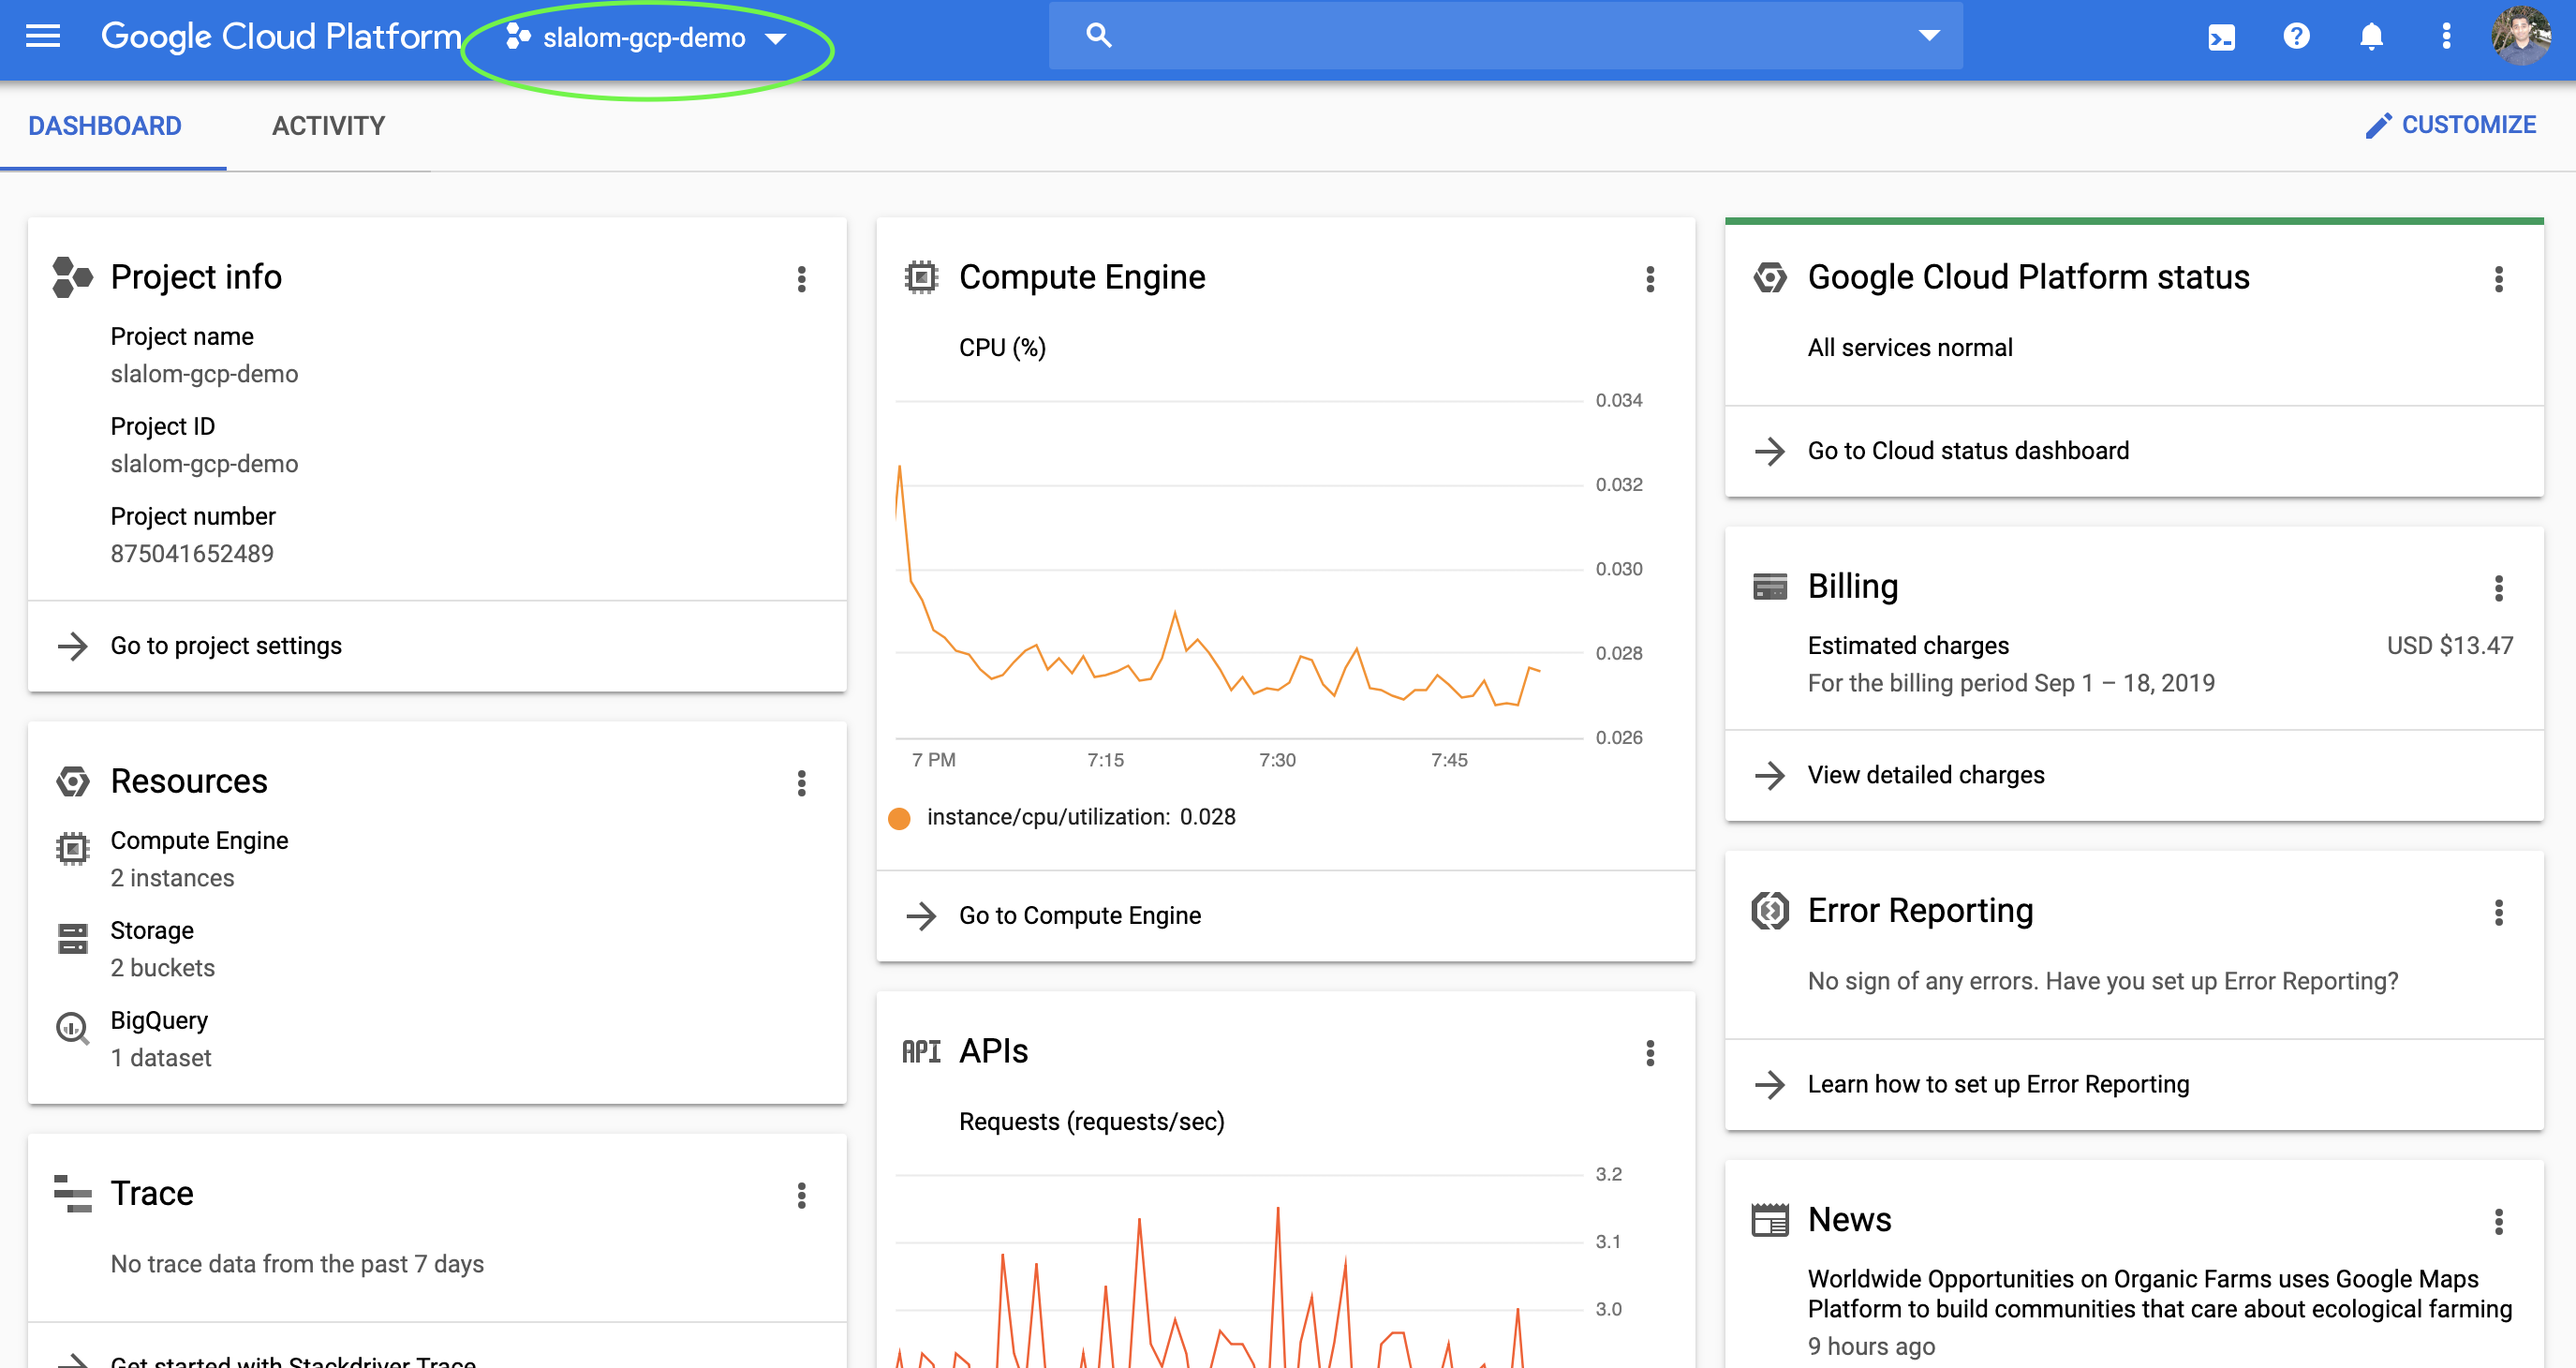 Google Cloud Platform
slalom-gcp-demo
DASHBOARD
ACTIVITY
CUSTOMIZE
Project info
Project name
slalom-gcp-demo
Project ID
slalom-gcp-demo
Project number
875041652489
Go to project settings
Resources
Compute Engine
2 instances
Storage
2 buckets
BigQuery
1 dataset
Trace
No trace data from the past 7 days
Get started with Stackdriver Trace
Compute Engine
CPU (%)
0.034
0.032
0.030
0.028
0.026
7 PM 7:15 7:30 7:45
instance/cpu/utilization: 0.028
Go to Compute Engine
API APIs
Requests (requests/sec)
3.2
3.1
3.0
Google Cloud Platform status
All services normal
Go to Cloud status dashboard
Billing
Estimated charges USD $13.47
For the billing period Sep 1 – 18, 2019
View detailed charges
Error Reporting
No sign of any errors. Have you set up Error Reporting?
Learn how to set up Error Reporting
News
Worldwide Opportunities on Organic Farms uses Google Maps
Platform to build communities that care about ecological farming
9 hours ago